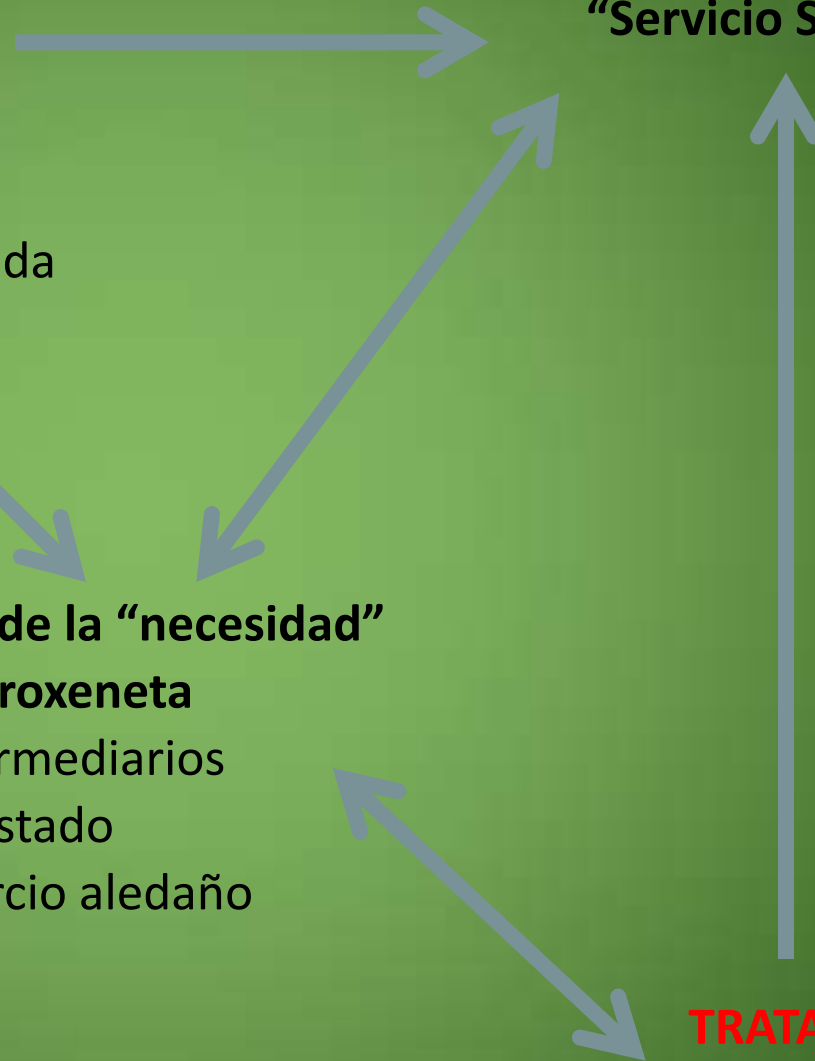 “Servicio S
da
de la “necesidad”
roxeneta
rmediarios
stado
rcio aledaño
TRATA